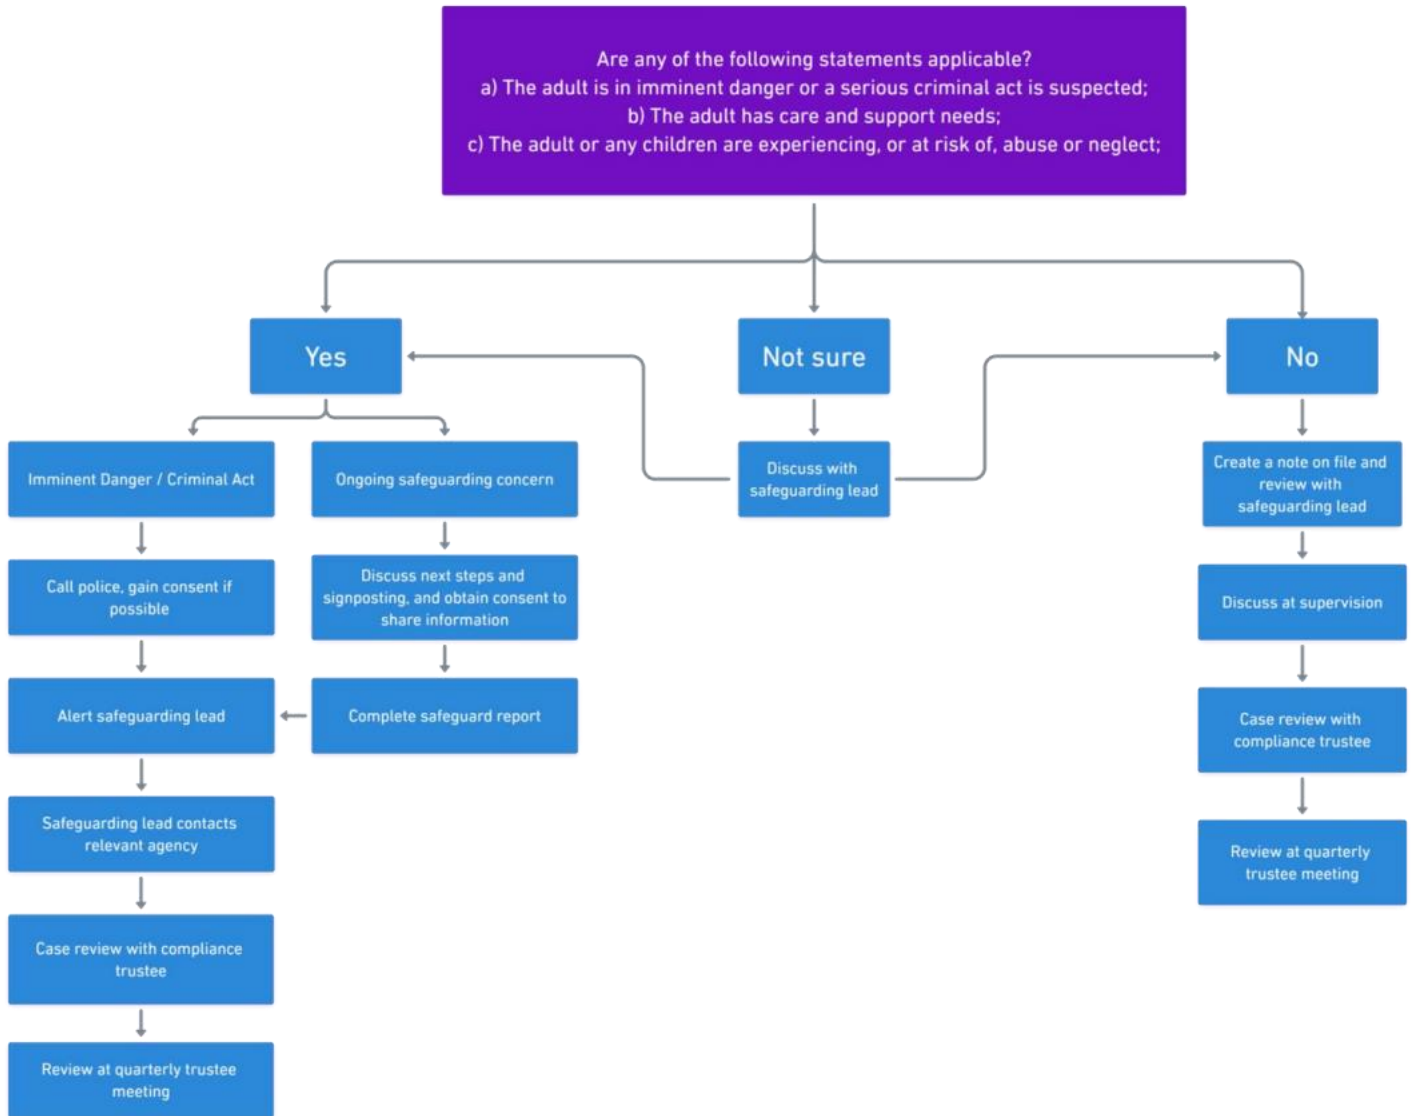 Are any of the following statements applicable?
a) The adult is in imminent danger or a serious criminal act is suspected;
b) The adult has care and support needs;
c) The adult or any children are experiencing, or at risk of, abuse or neglect;
Yes
Not sure
No
Imminent Danger / Criminal Act
Ongoing safeguarding concern
Discuss with
safeguarding lead
Create a note on file and
review with
safeguarding lead
Call police, gain consent if
possible
Discuss next steps and
signposting, and obtain consent to
share information
Discuss at supervision
Alert safeguarding lead
Complete safeguard report
Case review with
compliance trustee
Safeguarding lead contacts
relevant agency
Review at quarterly
trustee meeting
Case review with compliance
trustee
Review at quarterly trustee
meeting